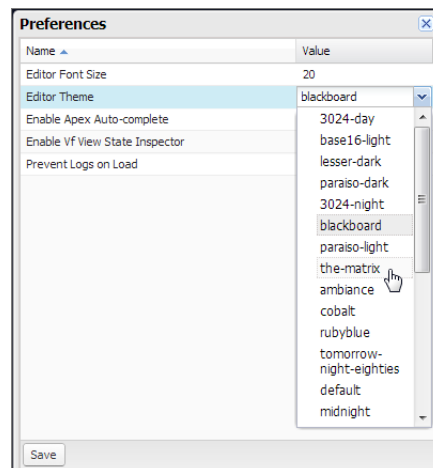 Preferences
Name Value
Editor Font Size 20
Editor Theme blackboard
Enable Apex Auto-complete
Enable Vf View State Inspector
Prevent Logs on Load
3024-day
base16-light
lesser-dark
paraiso-dark
3024-night
blackboard
paraiso-light
the-matrix
ambiance
cobalt
rubyblue
tomorrow-
night-eighties
default
midnight
Save